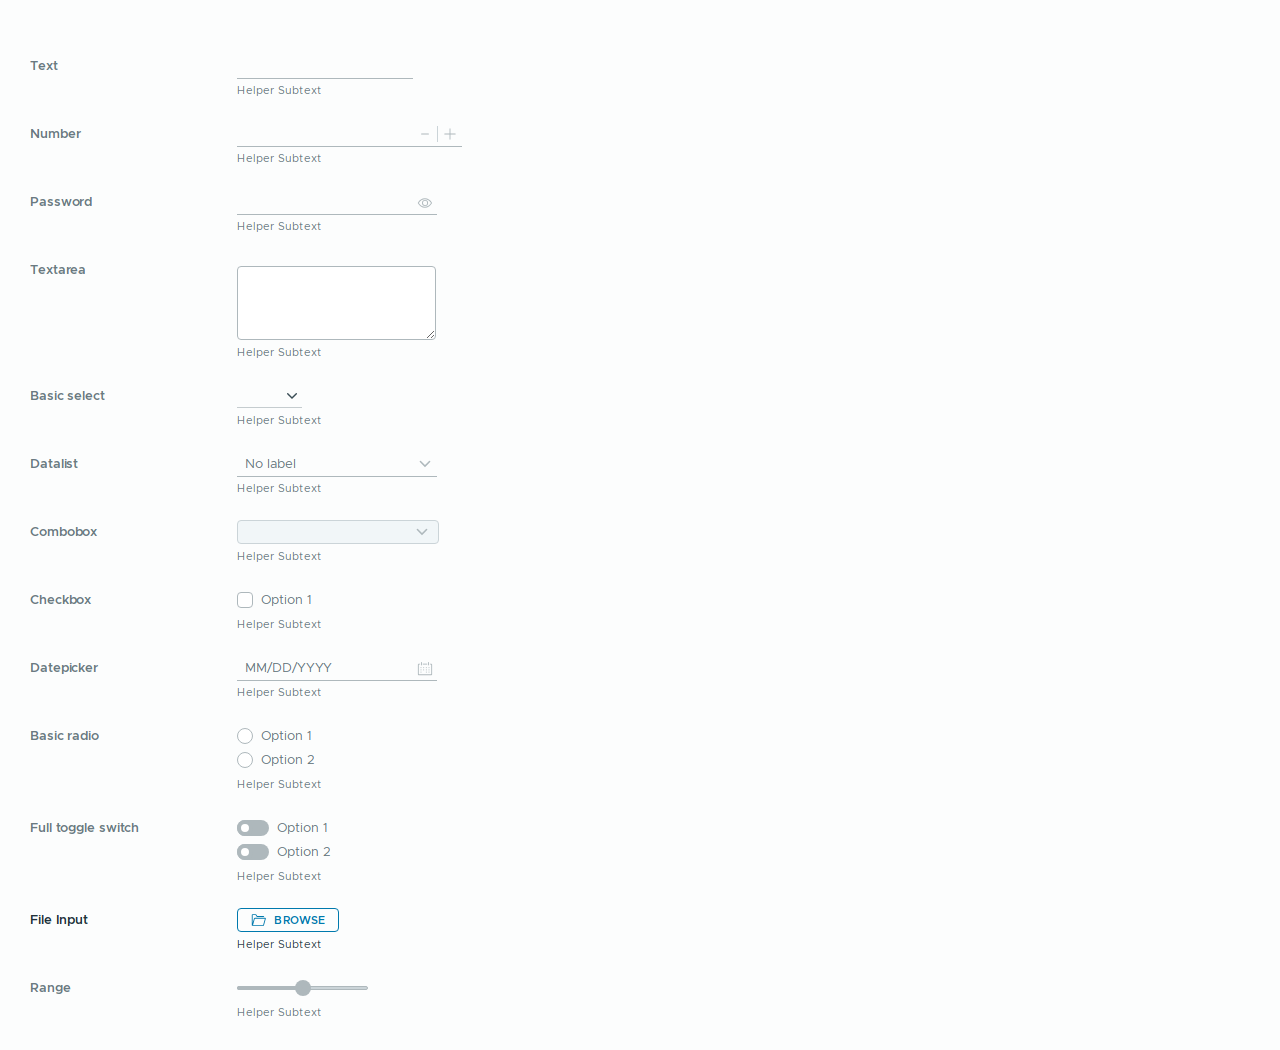 Text
Helper Subtext
Number
Helper Subtext
Password
Helper Subtext
Textarea
Helper Subtext
Basic select
Helper Subtext
Datalist
No label
Helper Subtext
Combobox
Helper Subtext
Checkbox
Option 1
Helper Subtext
Datepicker
MM/DD/YYYY
Helper Subtext
Basic radio
Option 1
Option 2
Helper Subtext
Full toggle switch
Option 1
Option 2
Helper Subtext
File Input
BROWSE
Helper Subtext
Range
Helper Subtext